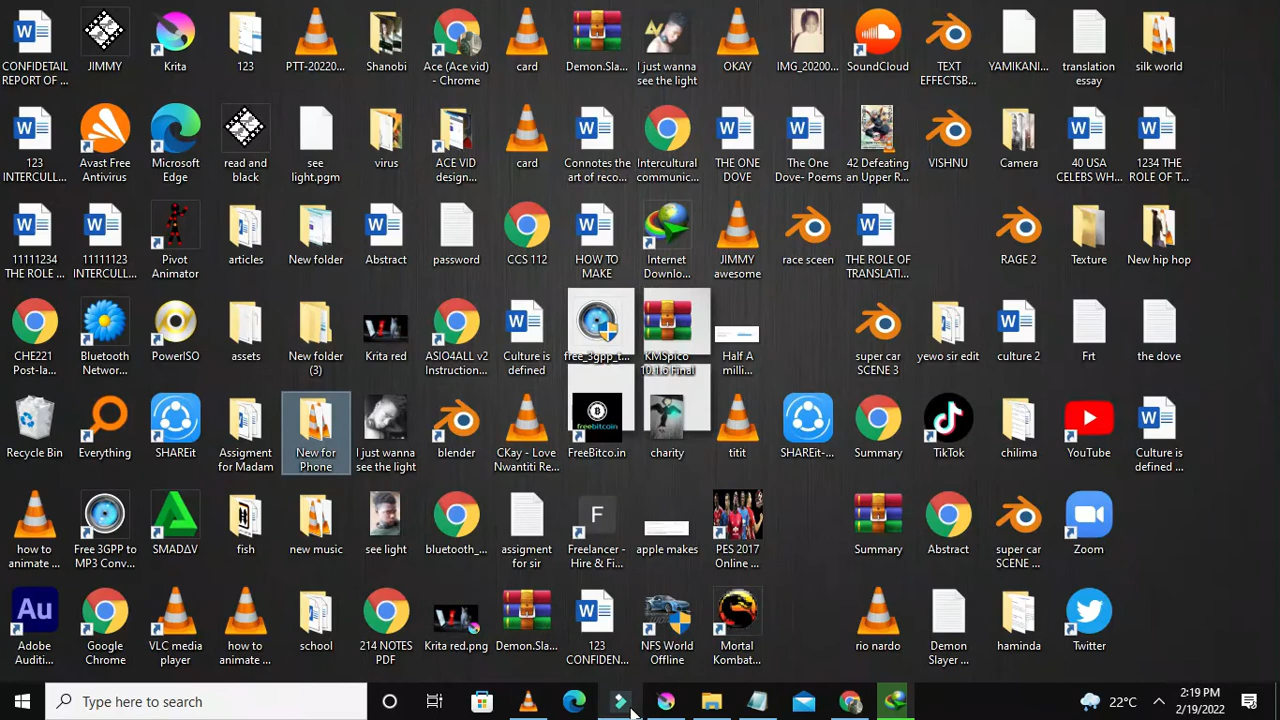 CONFIDETAIL
REPORT OF ...
JIMMY
Krita
123
PTT-20220...
Shanobi
Ace (Ace vid)
- Chrome
card
Demon.Sla...
I just wanna
see the light
OKAY
IMG_20200...
SoundCloud
TEXT
EFFECTSB...
YAMIKANI...
translation
essay
silk world
123
INTERCULL...
Avast Free
Antivirus
Microsoft
Edge
read and
black
see
light.pgm
virus
ACE VID
design...
card
Connotes the
art of reco...
Intercultural
communic...
THE ONE
DOVE
The One
Dove- Poems
42 Defeating
an Upper R...
VISHNU
Camera
40 USA
CELEBS WH...
1234 THE
ROLE OF T...
11111234
THE ROLE ...
11111123
INTERCUL...
Pivot
Animator
articles
New folder
Abstract
password
CCS 112
HOW TO
MAKE
Internet
Downlo...
JIMMY
awesome
race sceen
THE ROLE OF
TRANSLATI...
RAGE 2
Texture
New hip hop
CHE221
Post-la...
Bluetooth
Networ...
PowerISO
assets
New folder
(3)
Krita red
ASIO4ALL v2
Instruction...
Culture is
defined
free_3gpp_t...
KMSpico
10.1.6 Final
Half A
milli...
super car
SCENE 3
yewo sir edit
culture 2
Frt
the dove
Recycle Bin
Everything
SHAREit
Assigment
for Madam
New for
Phone
I just wanna
see the light
blender
CKay - Love
Nwantiti Re...
freebitcoin
FreeBitco.in
charity
titit
SHAREit-...
Summary
TikTok
chilima
YouTube
Culture is
defined ...
how to
animate ...
Free 3GPP to
MP3 Conv...
SMADΔV
fish
new music
see light
bluetooth_...
assigment
for sir
F
Freelancer -
Hire & Fi...
apple makes
PES 2017
Online ...
Summary
Abstract
super car
SCENE ...
Zoom
Au
Adobe
Auditi...
Google
Chrome
VLC media
player
how to
animate ...
school
214 NOTES
PDF
Krita red.png
Demon.Sla...
123
CONFIDEN...
NFS World
Offline
Mortal
Kombat...
rio nardo
Demon
Slayer ...
haminda
Twitter
Type here to search
22°C
2:19 PM
2/19/2022